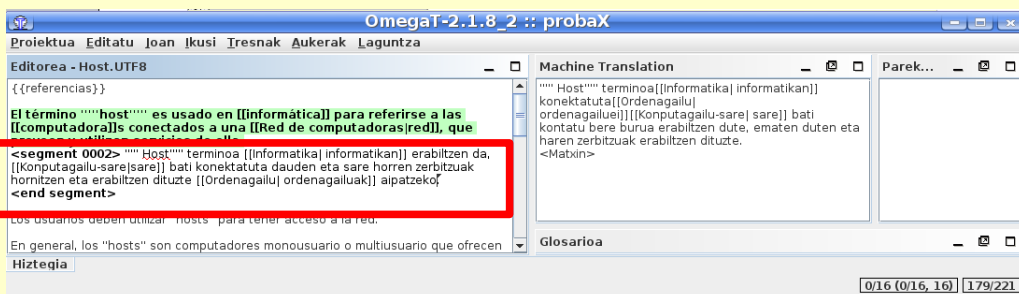 OmegaT-2.1.8_2 :: probaX
Proiektua Editatu Joan Ikusi Tresnak Aukerak Laguntza
Editorea - Host.UTF8
{{referencias}}
El término '''''host''''' es usado en [[informática]] para referirse a las
[[computadora]]s conectados a una [[Red de computadoras|red]], que
proveen y utilizan servicios de ella.
<segment 0002> ''''' Host''''' terminoa [[Informatika| informatikan]] erabiltzen da,
[[Konputagailu-sare|sare]] bati konektatuta dauden eta sare horren zerbitzuak
hornitzen eta erabiltzen dituzte [[Ordenagailu| ordenagailuak]] aipatzeko.
<end segment>
Los usuarios deben utilizar "hosts" para tener acceso a la red.
En general, los "hosts" son computadores monousuario o multiusuario que ofrecen
Machine Translation
''''' Host''''' terminoa[[Informatika| informatikan]]
konektatuta[[Ordenagailu|
ordenagailuei]][[Konputagailu-sare| sare]] bati
kontatu bere burua erabiltzen dute, ematen duten eta
haren zerbitzuak erabiltzen dituzte.
<Matxin>
Parek...
Glosarioa
Hiztegia
0/16 (0/16, 16) 179/221